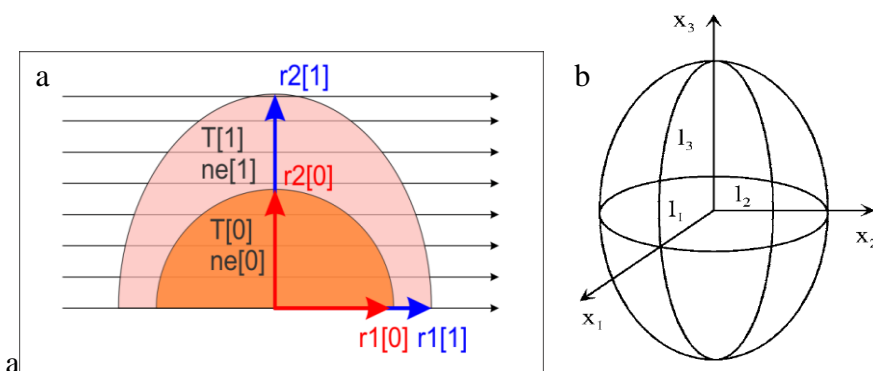 a
r2[1]
T[1]
ne[1]
r2[0]
T[0]
ne[0]
r1[0] r1[1]
a
b
x3
l3
l1
l2
x2
x1